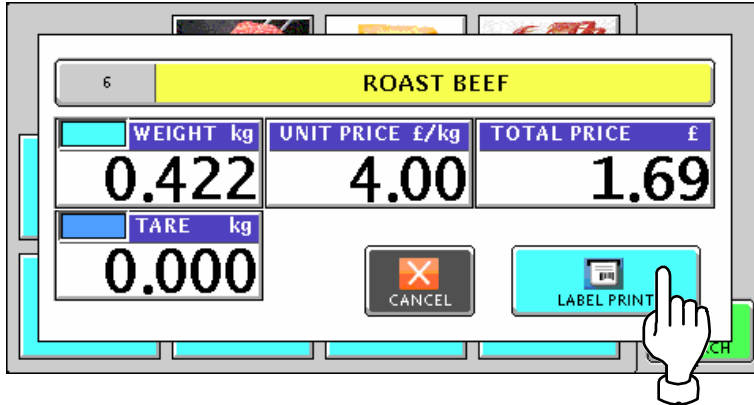 6 ROAST BEEF
WEIGHT kg UNIT PRICE £/kg TOTAL PRICE £
0.422 4.00 1.69
TARE kg
0.000
CANCEL LABEL PRINT